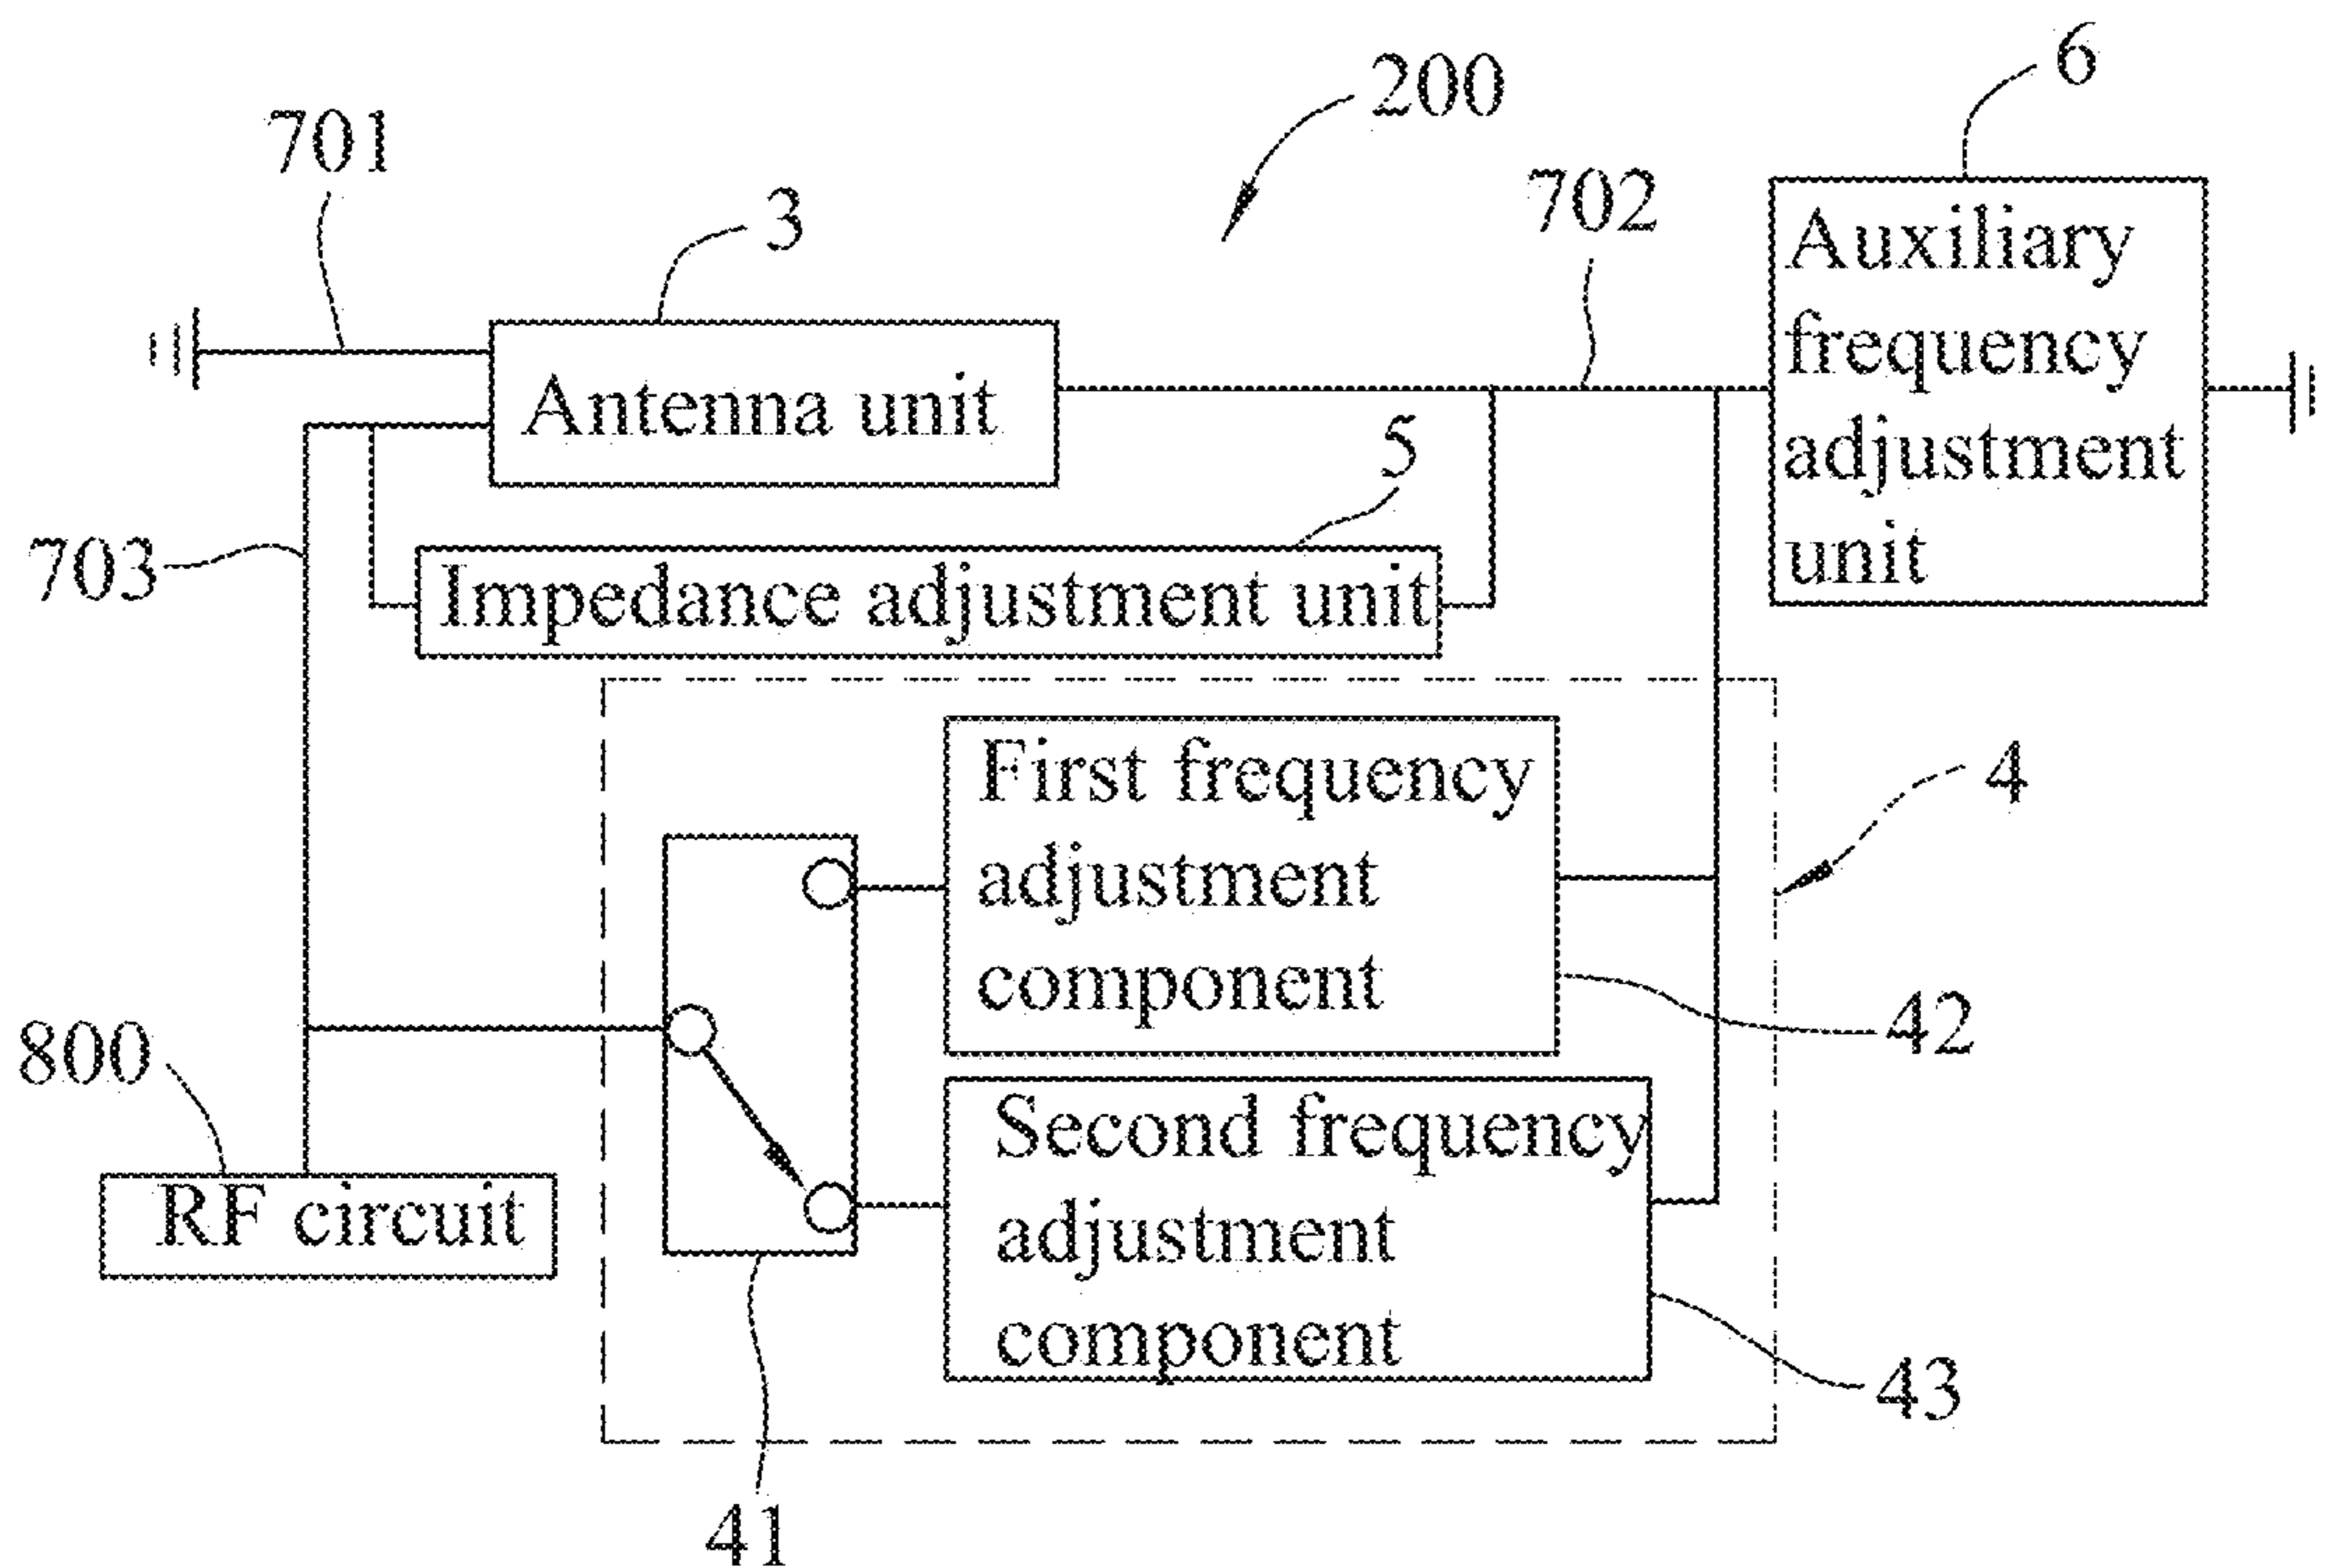 6
200
701
702
3
Auxiliary
frequency
adjustment
unit
Antenna unit
5
703
Impedance adjustment unit
4
First frequency
adjustment
component
42
800
Second frequency
adjustment
component
RF circuit
43
41